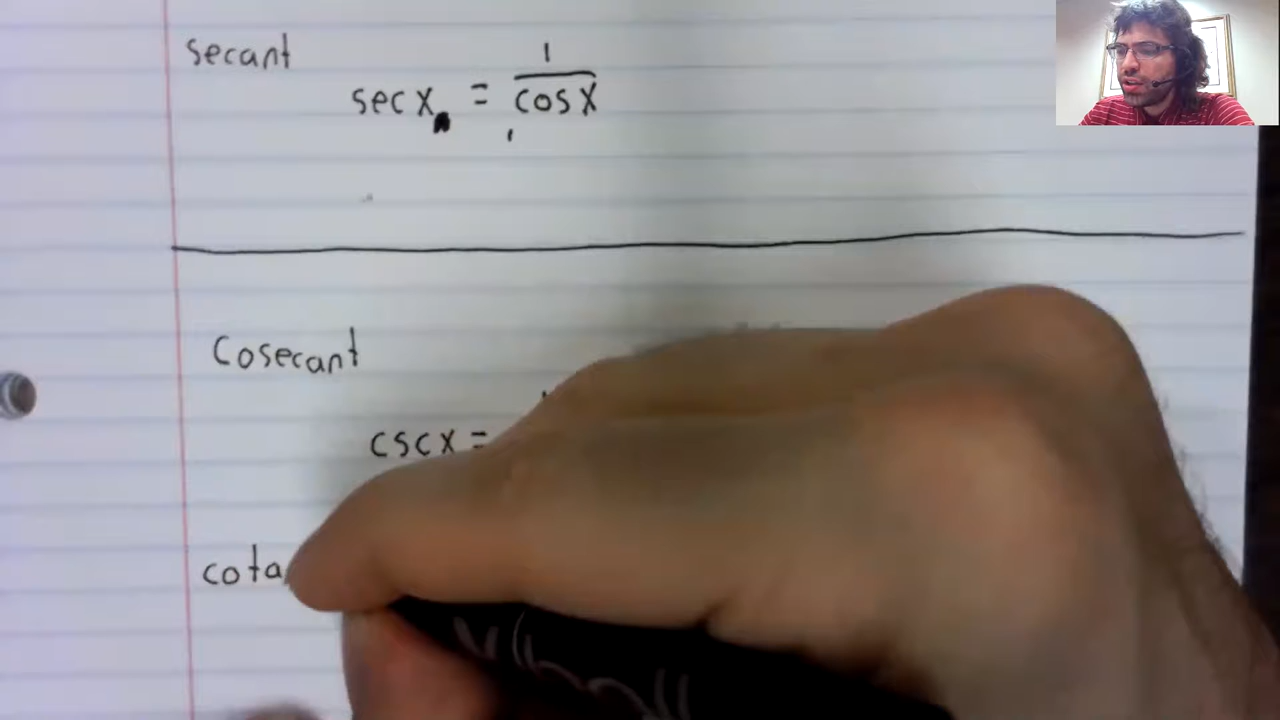 secant
sec x = 1/cos x
Cosecant
csc x =
cota